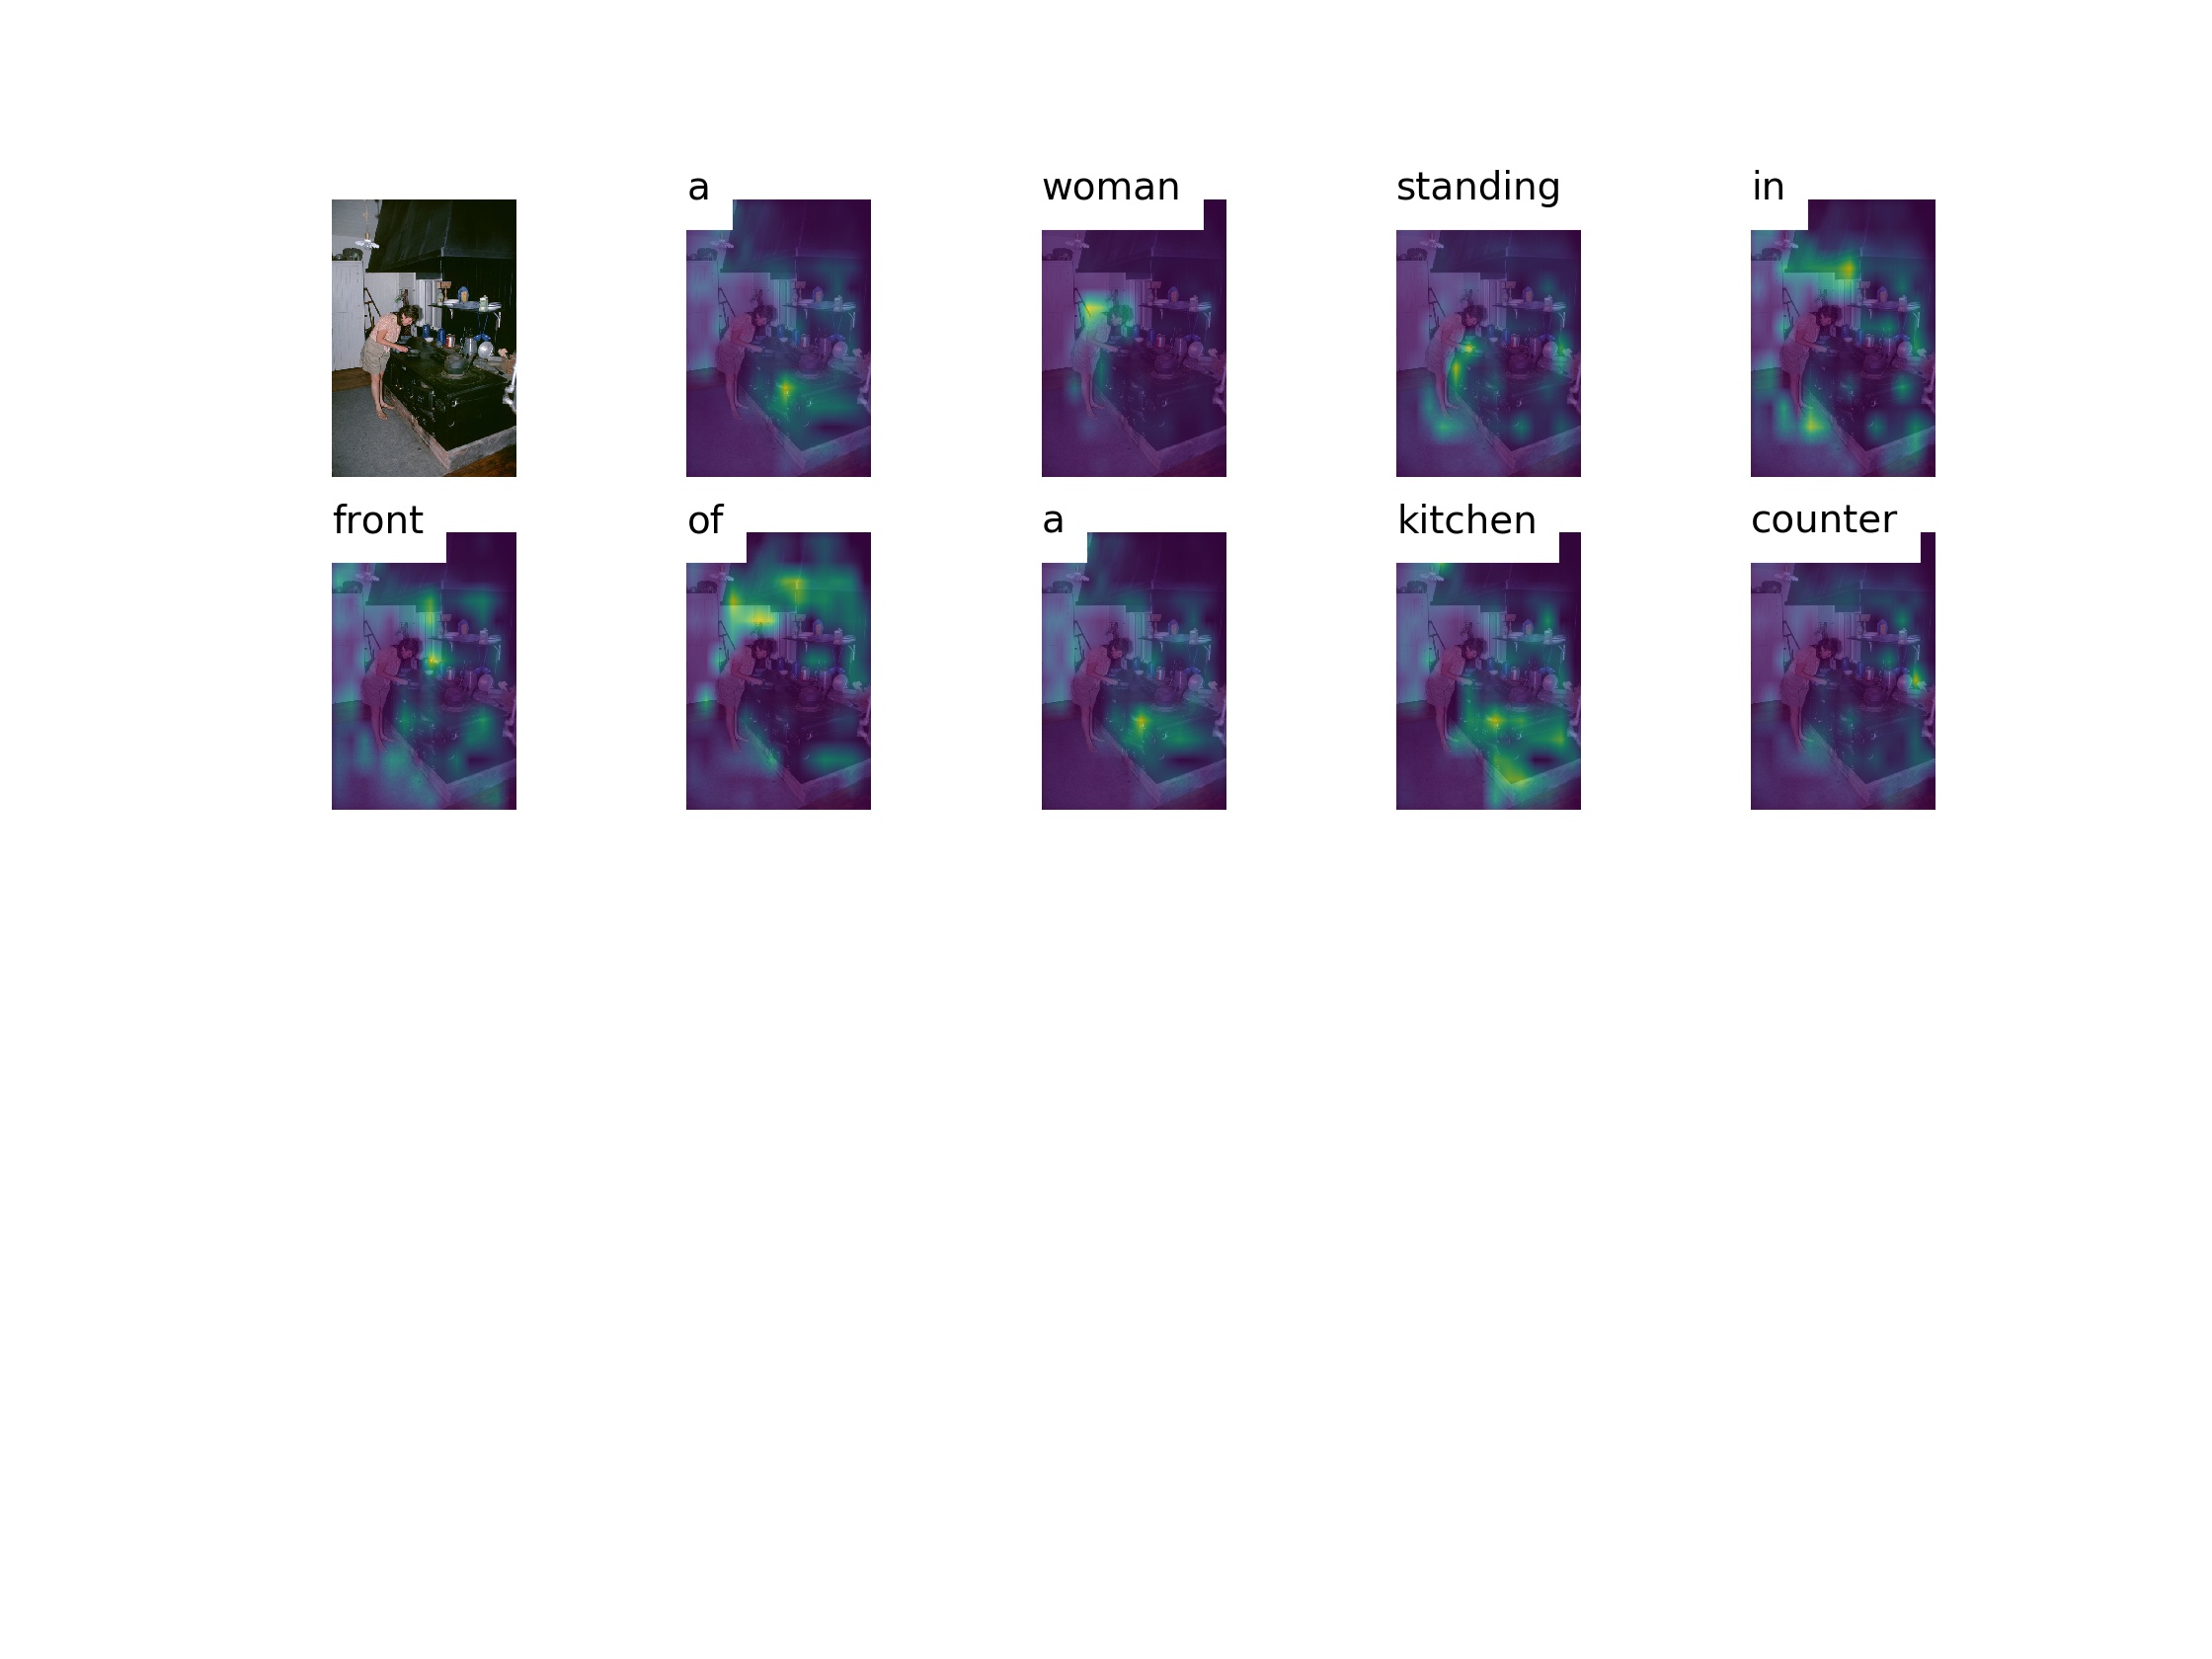 a woman standing in
front of a kitchen counter